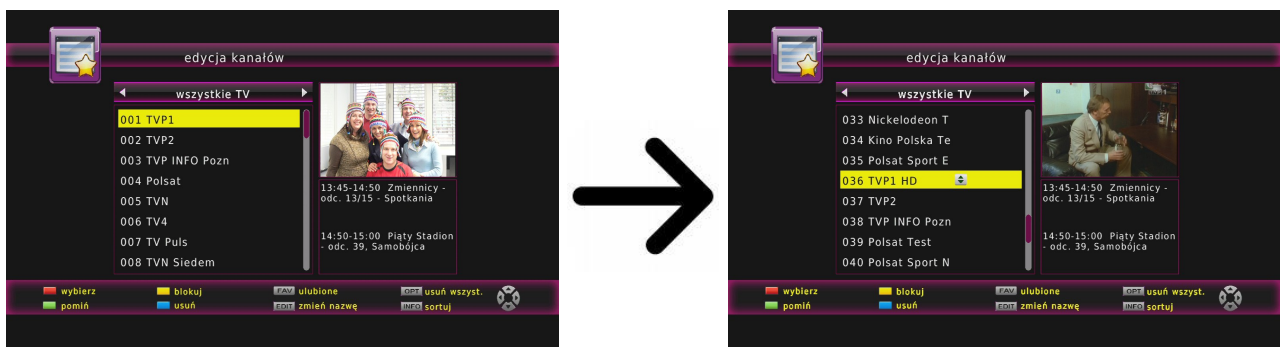 edycja kanałów
wszystkie TV
001 TVP1
002 TVP2
003 TVP INFO Pozn
004 Polsat
005 TVN
006 TV4
007 TV Puls
008 TVN Siedem
13:45-14:50 Zmiennicy -
odc. 13/15 - Spotkania
14:50-15:00 Piąty Stadion
- odc. 39, Samobójca
wybierz
blokuj
FAV ulubione
OPT usuń wszyst.
pomiń
usuń
EDIT zmień nazwę
INFO sortuj
edycja kanałów
wszystkie TV
033 Nickelodeon T
034 Kino Polska Te
035 Polsat Sport E
036 TVP1 HD
037 TVP2
038 TVP INFO Pozn
039 Polsat Test
040 Polsat Sport N
13:45-14:50 Zmiennicy -
odc. 13/15 - Spotkania
14:50-15:00 Piąty Stadion
- odc. 39, Samobójca
wybierz
blokuj
FAV ulubione
OPT usuń wszyst.
pomiń
usuń
EDIT zmień nazwę
INFO sortuj